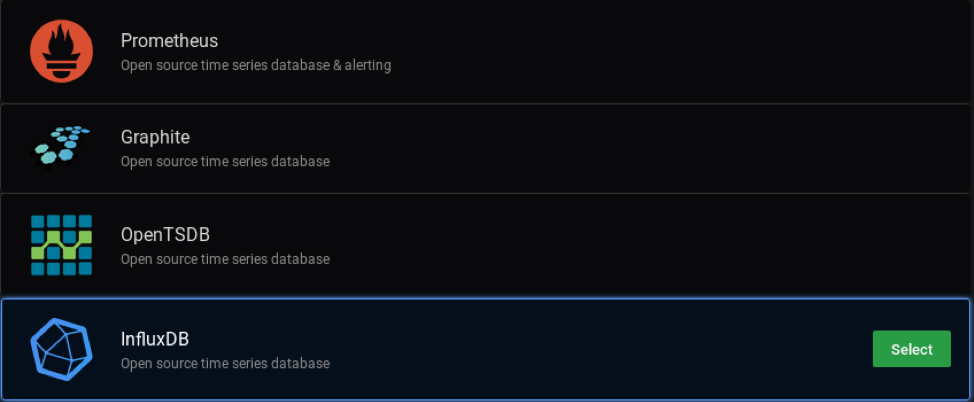 Prometheus
Open source time series database & alerting
Graphite
Open source time series database
OpenTSDB
Open source time series database
InfluxDB
Open source time series database
Select